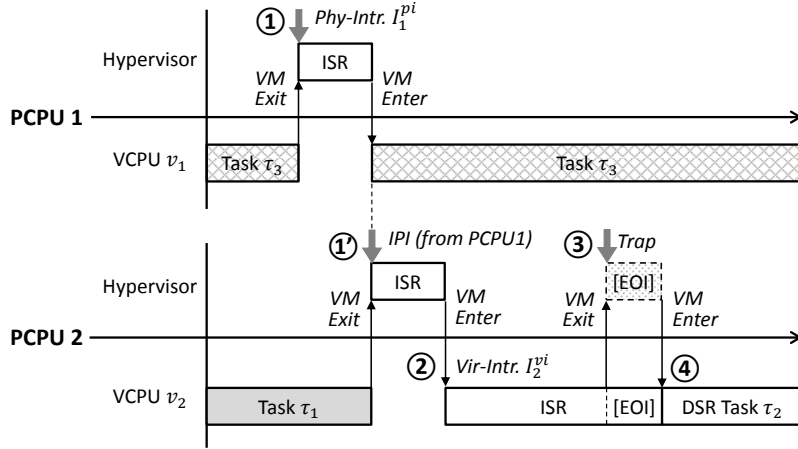 ① Phy-Intr. I₁ᵖⁱ
Hypervisor
ISR
VM Exit
VM Enter
PCPU 1
VCPU v₁
Task τ₃
Task τ₃
①’ IPI (from PCPU1)
③ Trap
Hypervisor
ISR
[EOI]
VM Exit
VM Enter
VM Exit
VM Enter
PCPU 2
② Vir-Intr. I₂ᵛⁱ
④
VCPU v₂
Task τ₁
ISR
[EOI]
DSR Task τ₂